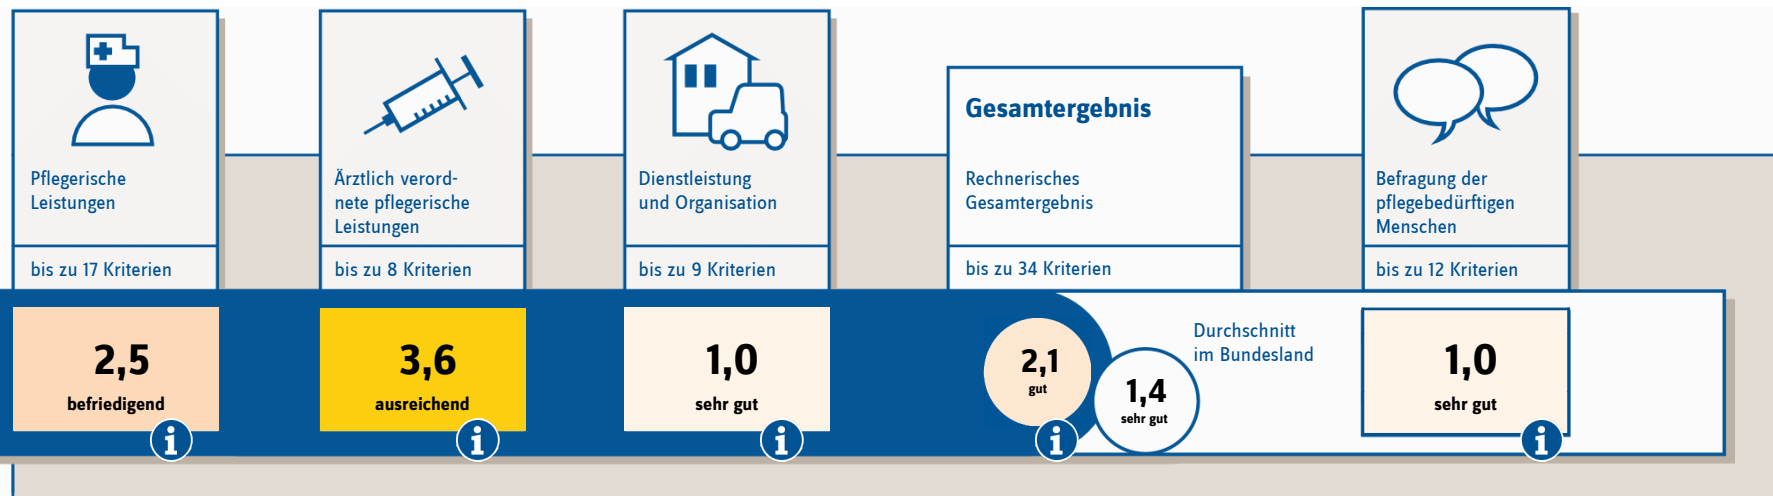 Pflegerische
Leistungen
bis zu 17 Kriterien
2,5
befriedigend
i
Ärztlich verord-
nete pflegerische
Leistungen
bis zu 8 Kriterien
3,6
ausreichend
i
Dienstleistung
und Organisation
bis zu 9 Kriterien
1,0
sehr gut
i
Gesamtergebnis
Rechnerisches
Gesamtergebnis
bis zu 34 Kriterien
2,1
gut
i
Durchschnitt
im Bundesland
1,4
sehr gut
Befragung der
pflegebedürftigen
Menschen
bis zu 12 Kriterien
1,0
sehr gut
i